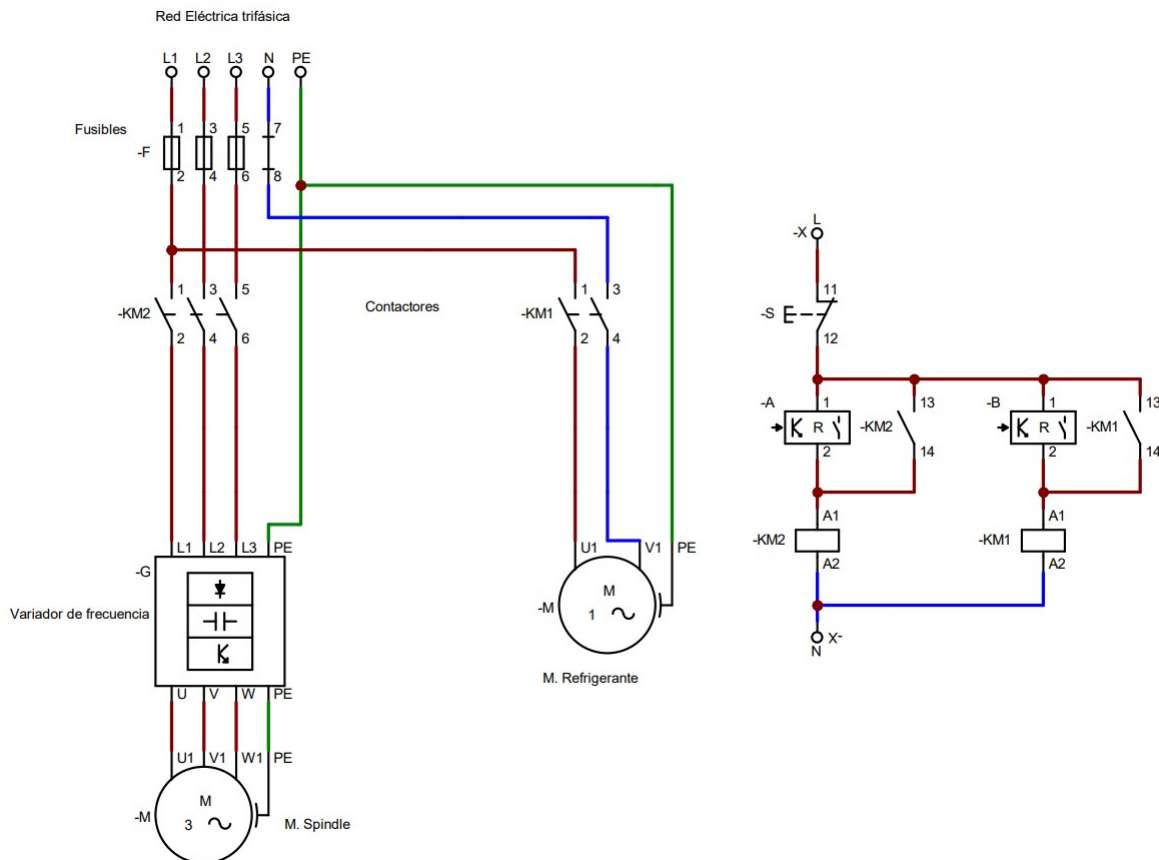 Red Eléctrica trifásica
L1 L2 L3 N PE
Fusibles
-F
1 3 5 7
2 4 6 8
-KM2
1 3 5
2 4 6
Contactores
-KM1
1 3
2 4
L1 L2 L3 PE
-G
Variador de frecuencia
U V W PE
U1 V1 W1 PE
-M
M
3
M. Spindle
U1 V1 PE
-M
M
1
M. Refrigerante
L
-X
11
-S
12
-A
1
R
2
-KM2
13
14
-B
1
R
2
-KM1
13
14
A1
-KM2
A2
A1
-KM1
A2
X-
N